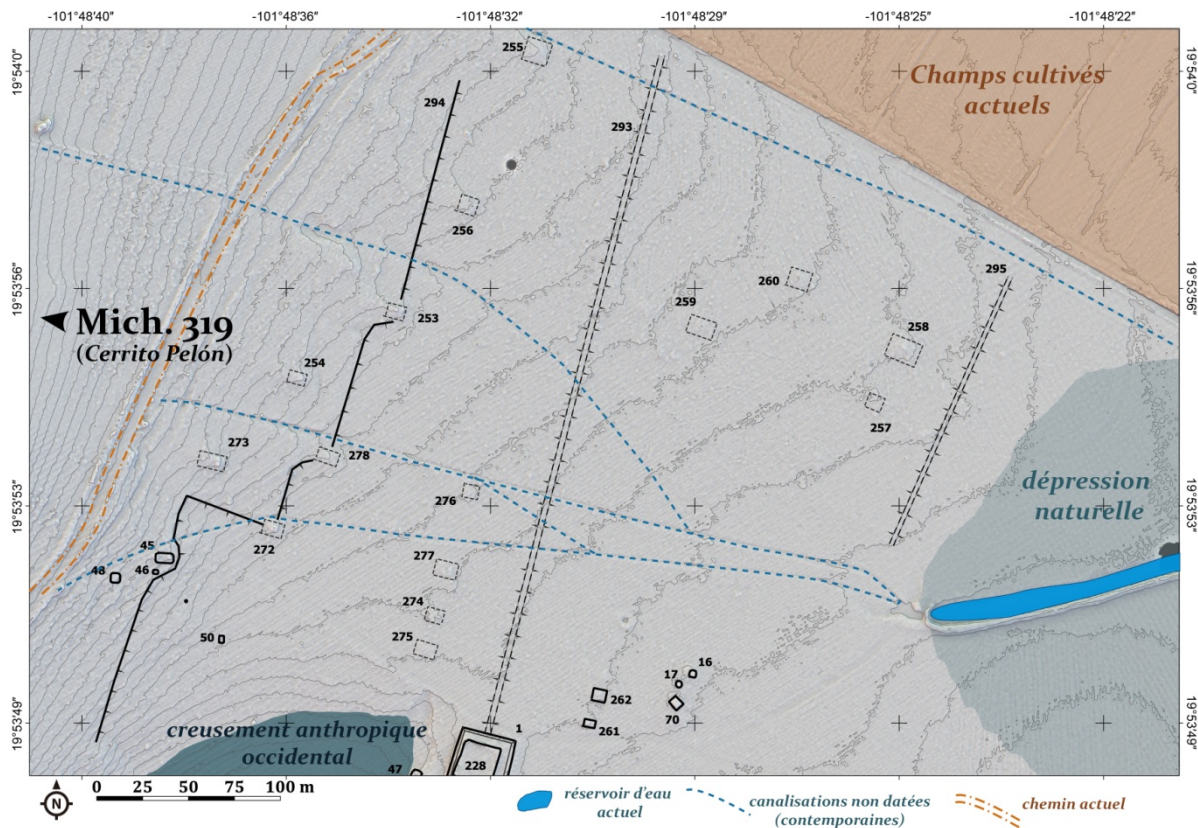 -101°48'40" -101°48'36" -101°48'32" -101°48'29" -101°48'25" -101°48'22"
19°54'0" 19°54'0"
255
Champs cultivés
actuels
294
293
256
260
295
19°53'56" 19°53'56"
259
Mich. 319
(Cerrito Pelón)
253
258
254
257
273
278
276
dépression
naturelle
19°53'53" 19°53'53"
272
45
277
48 46
274
50
275
16
17
262
70
261
19°53'49" 19°53'49"
1
creusement anthropique
occidental
228
47
0 25 50 75 100 m
N
réservoir d'eau
actuel
canalisations non datées
(contemporaines)
chemin actuel